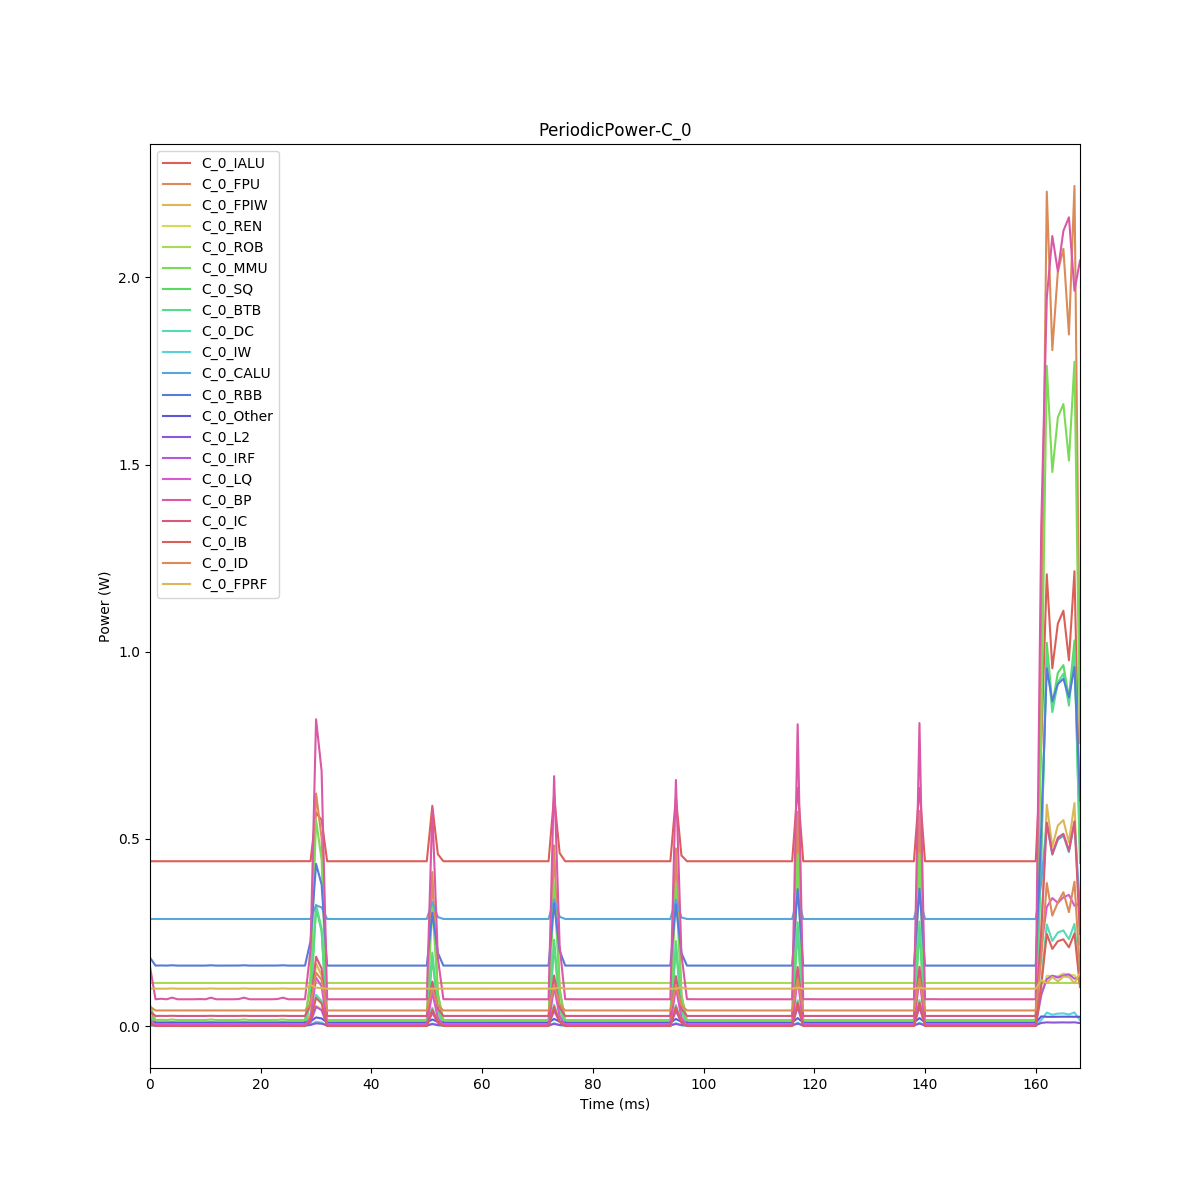 PeriodicPower-C_0
C_0_IALU
C_0_FPU
C_0_FPIW
C_0_REN
C_0_ROB
C_0_MMU
C_0_SQ
C_0_BTB
C_0_DC
C_0_IW
C_0_CALU
C_0_RBB
C_0_Other
C_0_L2
C_0_IRF
C_0_LQ
C_0_BP
C_0_IC
C_0_IB
C_0_ID
C_0_FPRF
2.0
1.5
1.0
0.5
0.0
Power (W)
0 20 40 60 80 100 120 140 160
Time (ms)